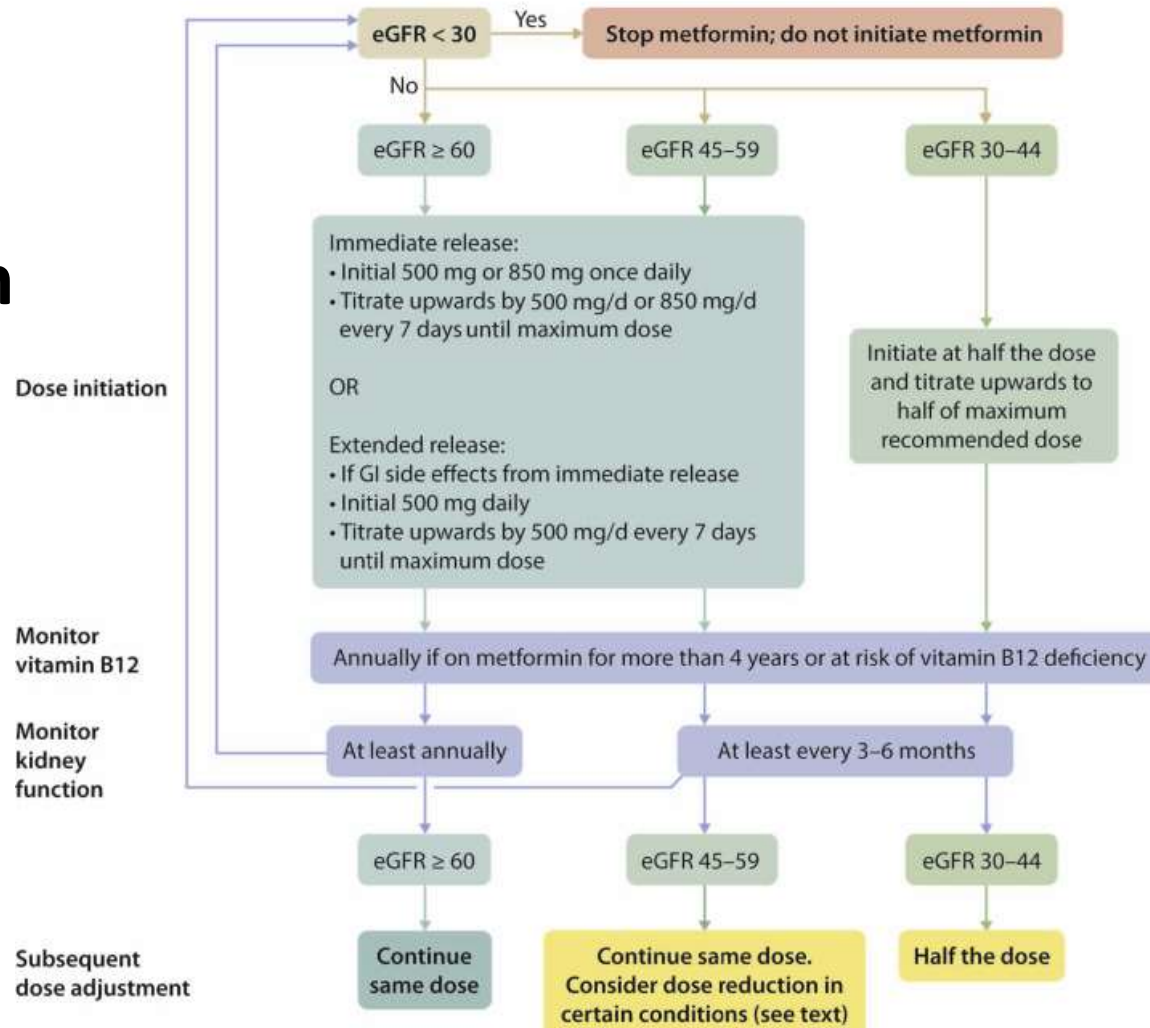 eGFR < 30
Yes
Stop metformin; do not initiate metformin
No
eGFR ≥ 60
eGFR 45–59
eGFR 30–44
n
Dose initiation
Immediate release:
• Initial 500 mg or 850 mg once daily
• Titrate upwards by 500 mg/d or 850 mg/d
every 7 days until maximum dose
OR
Extended release:
• If GI side effects from immediate release
• Initial 500 mg daily
• Titrate upwards by 500 mg/d every 7 days
until maximum dose
Initiate at half the dose
and titrate upwards to
half of maximum
recommended dose
Monitor
vitamin B12
Annually if on metformin for more than 4 years or at risk of vitamin B12 deficiency
Monitor
kidney
function
At least annually
At least every 3–6 months
eGFR ≥ 60
eGFR 45–59
eGFR 30–44
Subsequent
dose adjustment
Continue
same dose
Continue same dose.
Consider dose reduction in
certain conditions (see text)
Half the dose